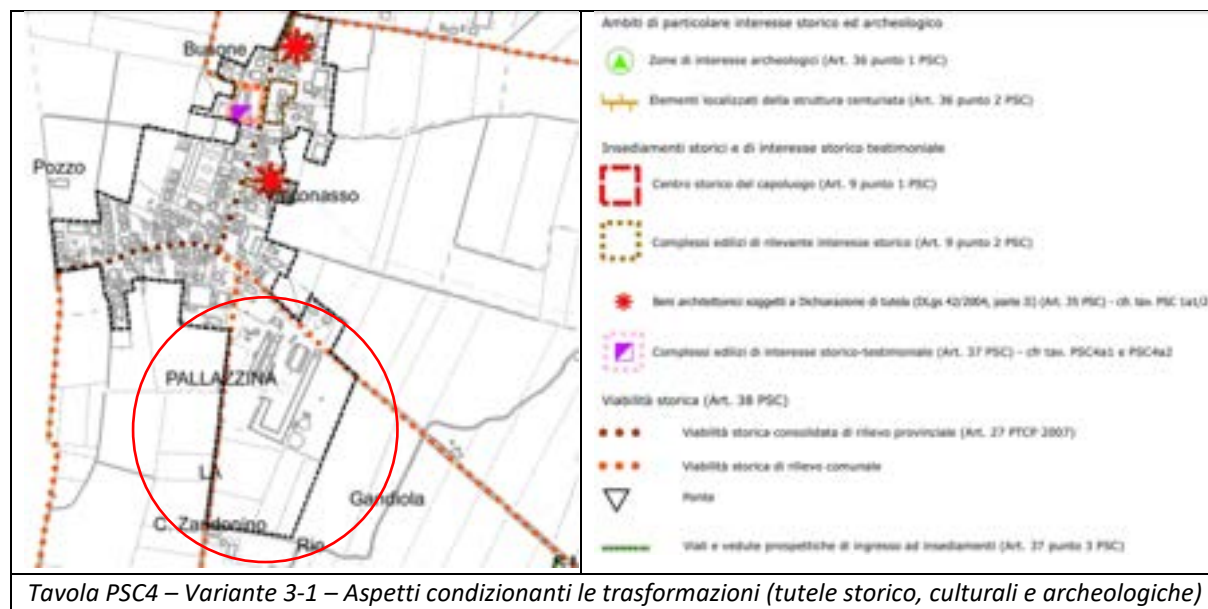 Busone
Pozzo
PALLAZZINA
LA
Gandiola
C. Zandonino
Rio
Ambiti di particolare interesse storico ed archeologico
Zone di interesse archeologici (Art. 36 punto 1 PSC)
Elementi localizzati della struttura centuriata (Art. 36 punto 2 PSC)
Insediamenti storici e di interesse storico testimoniale
Centro storico del capoluogo (Art. 9 punto 1 PSC)
Complessi edilizi di rilevante interesse storico (Art. 9 punto 2 PSC)
Beni architettonici soggetti a Dichiarazione di tutela (DLgs 42/2004, parte II) (Art. 35 PSC) - cfr. tav. PSC 1a1/2
Complessi edilizi di interesse storico-testimoniale (Art. 37 PSC) - cfr tav. PSC4a1 e PSC4a2
Viabilità storica (Art. 38 PSC)
Viabilità storica consolidata di rilievo provinciale (Art. 27 PTCP 2007)
Viabilità storica di rilievo comunale
Ponte
Viali e vedute prospettiche di ingresso ad insediamenti (Art. 37 punto 3 PSC)
Tavola PSC4 – Variante 3-1 – Aspetti condizionanti le trasformazioni (tutele storico, culturali e archeologiche)